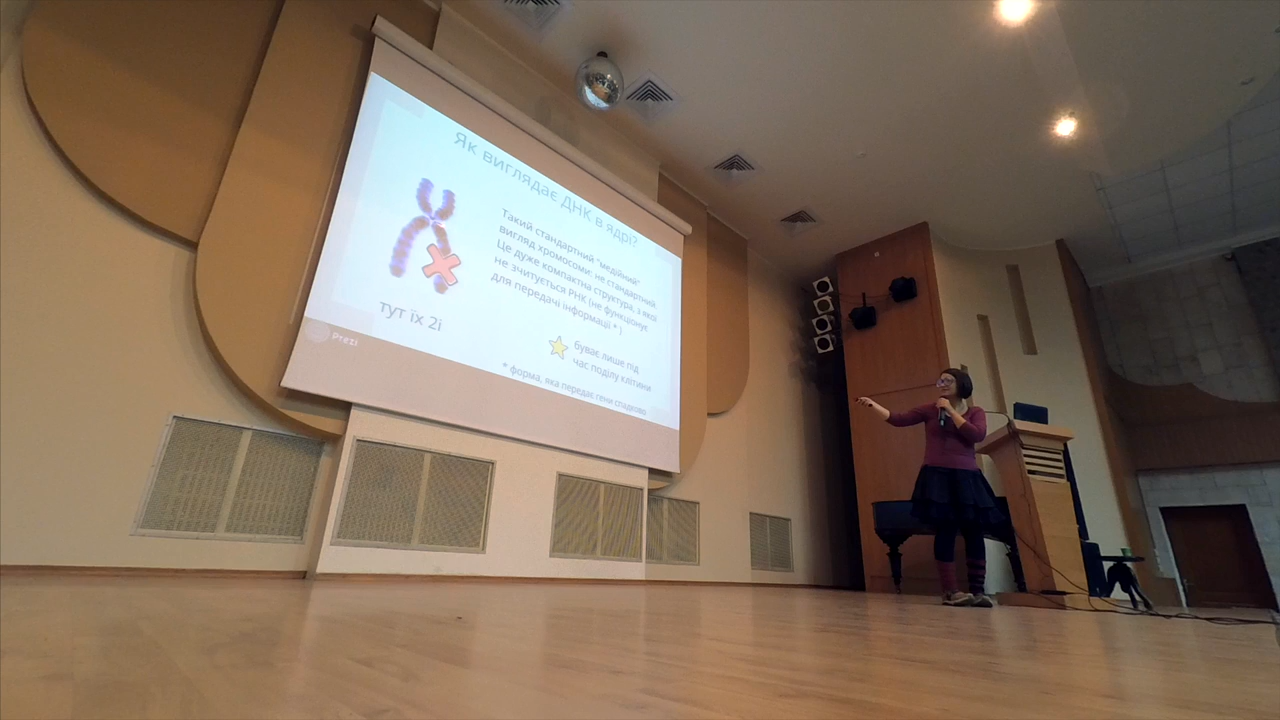 Як виглядає ДНК в ядрі?
Такий стандартний "медійний"
вигляд хромосоми: не стандартний.
Це дуже компактна структура, з якої
не зчитується РНК (не функціонує
для передачі інформації * )
тут їх 2і
буває лише під
час поділу клітини
* форма, яка передає гени спадково
Prezi